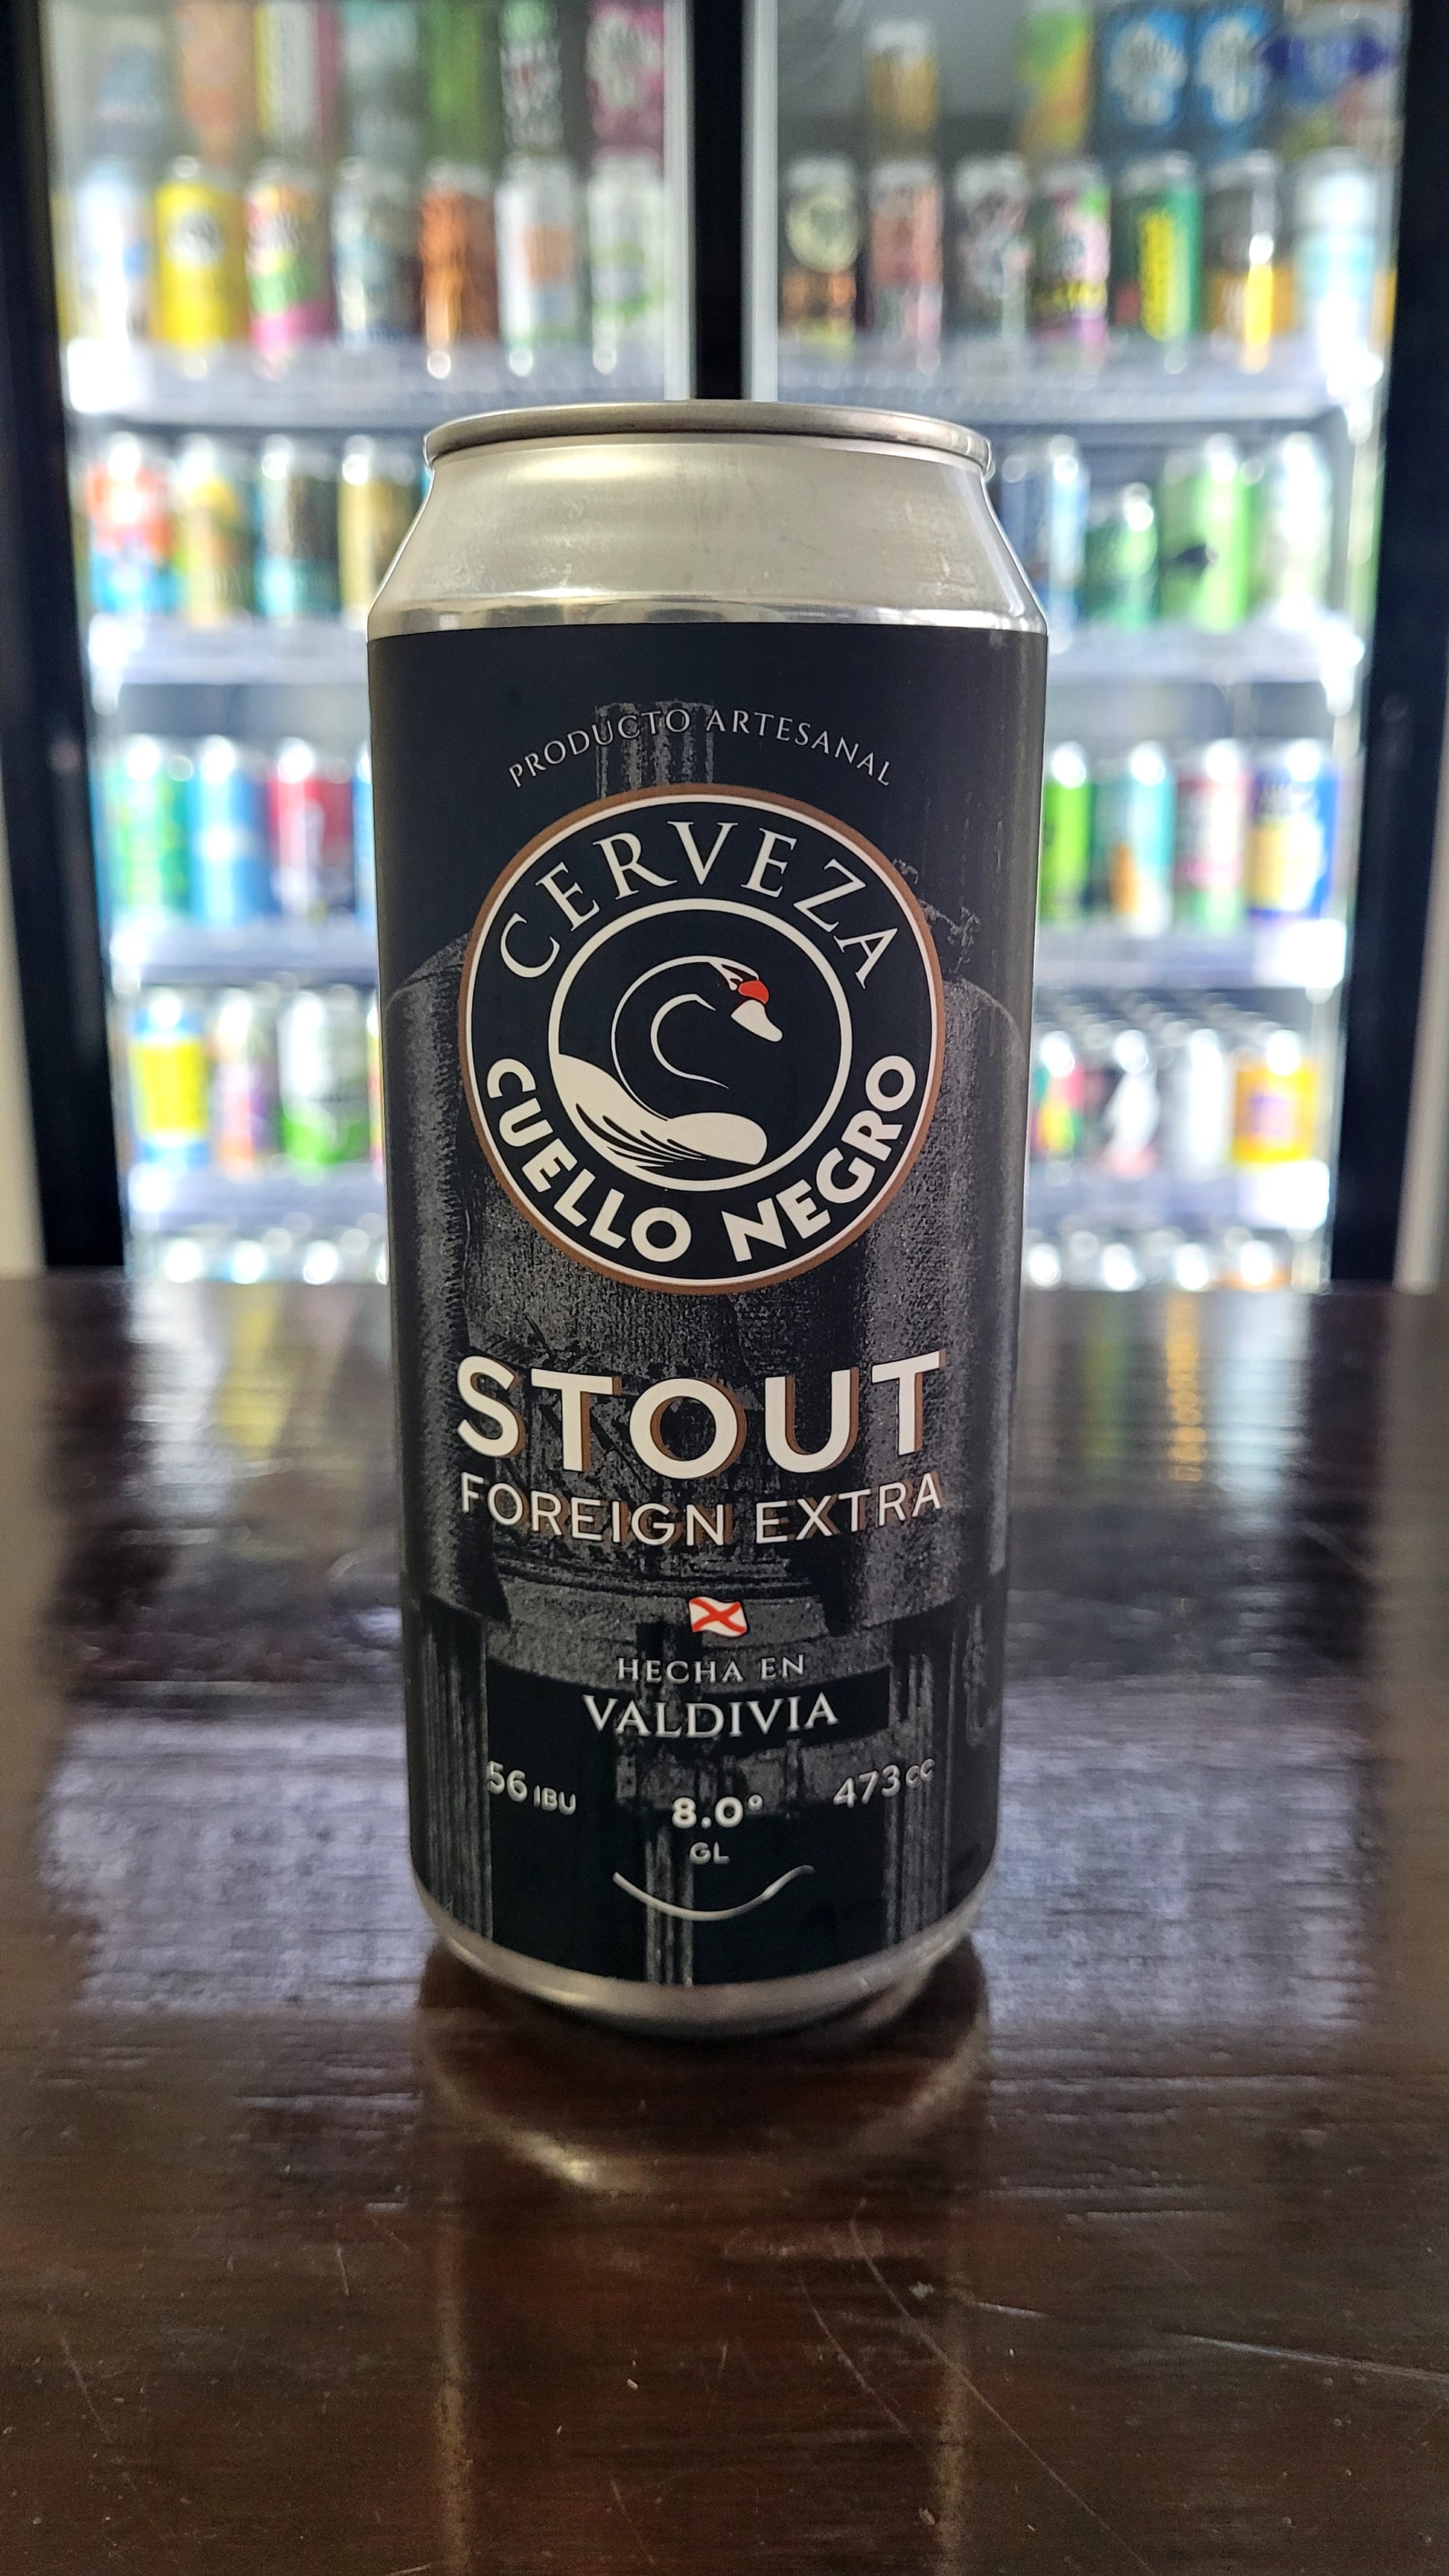 PRODUCTO ARTESANAL
CERVEZA
CUELLO NEGRO
STOUT
FOREIGN EXTRA
HECHA EN
VALDIVIA
56 IBU
8.0°
GL
473 CC